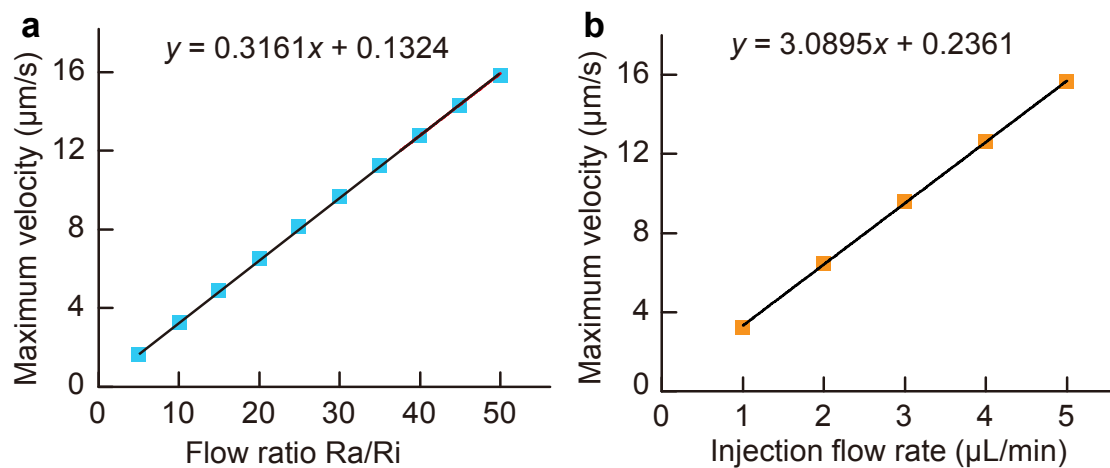 a
y = 0.3161x + 0.1324
Maximum velocity (μm/s)
16
12
8
4
0
0 10 20 30 40 50
Flow ratio Ra/Ri
b
y = 3.0895x + 0.2361
Maximum velocity (μm/s)
16
12
8
4
0
0 1 2 3 4 5
Injection flow rate (μL/min)